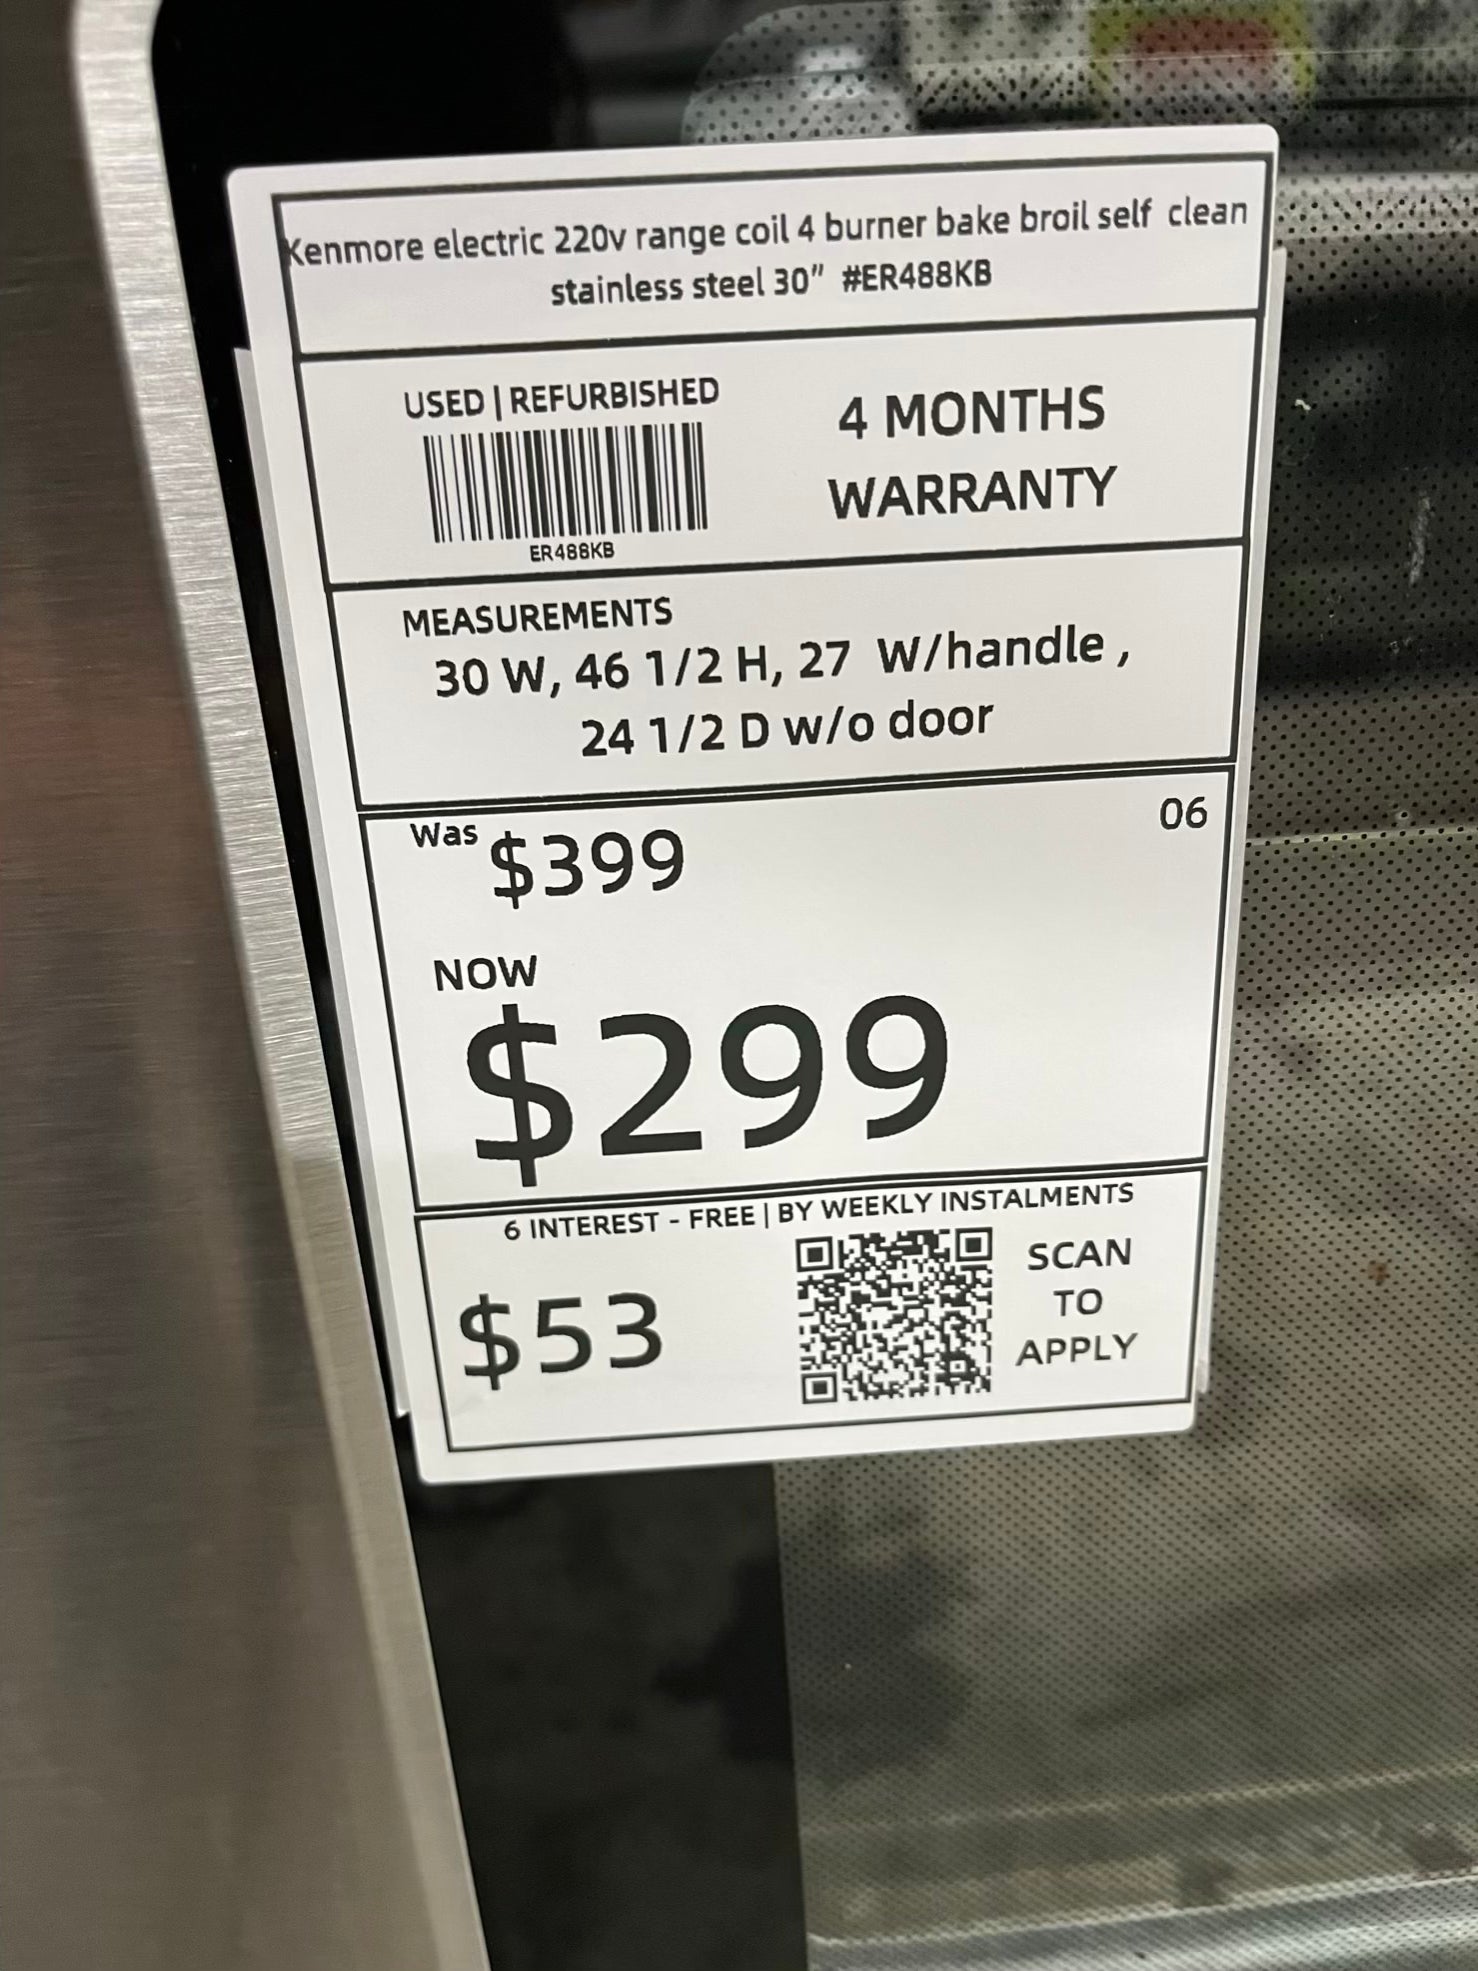 Kenmore electric 220v range coil 4 burner bake broil self clean
stainless steel 30" #ER488KB
USED | REFURBISHED
ER488KB
4 MONTHS
WARRANTY
MEASUREMENTS
30 W, 46 1/2 H, 27 W/handle ,
24 1/2 D w/o door
06
Was $399
NOW
$299
6 INTEREST - FREE | BY WEEKLY INSTALMENTS
$53
SCAN
TO
APPLY